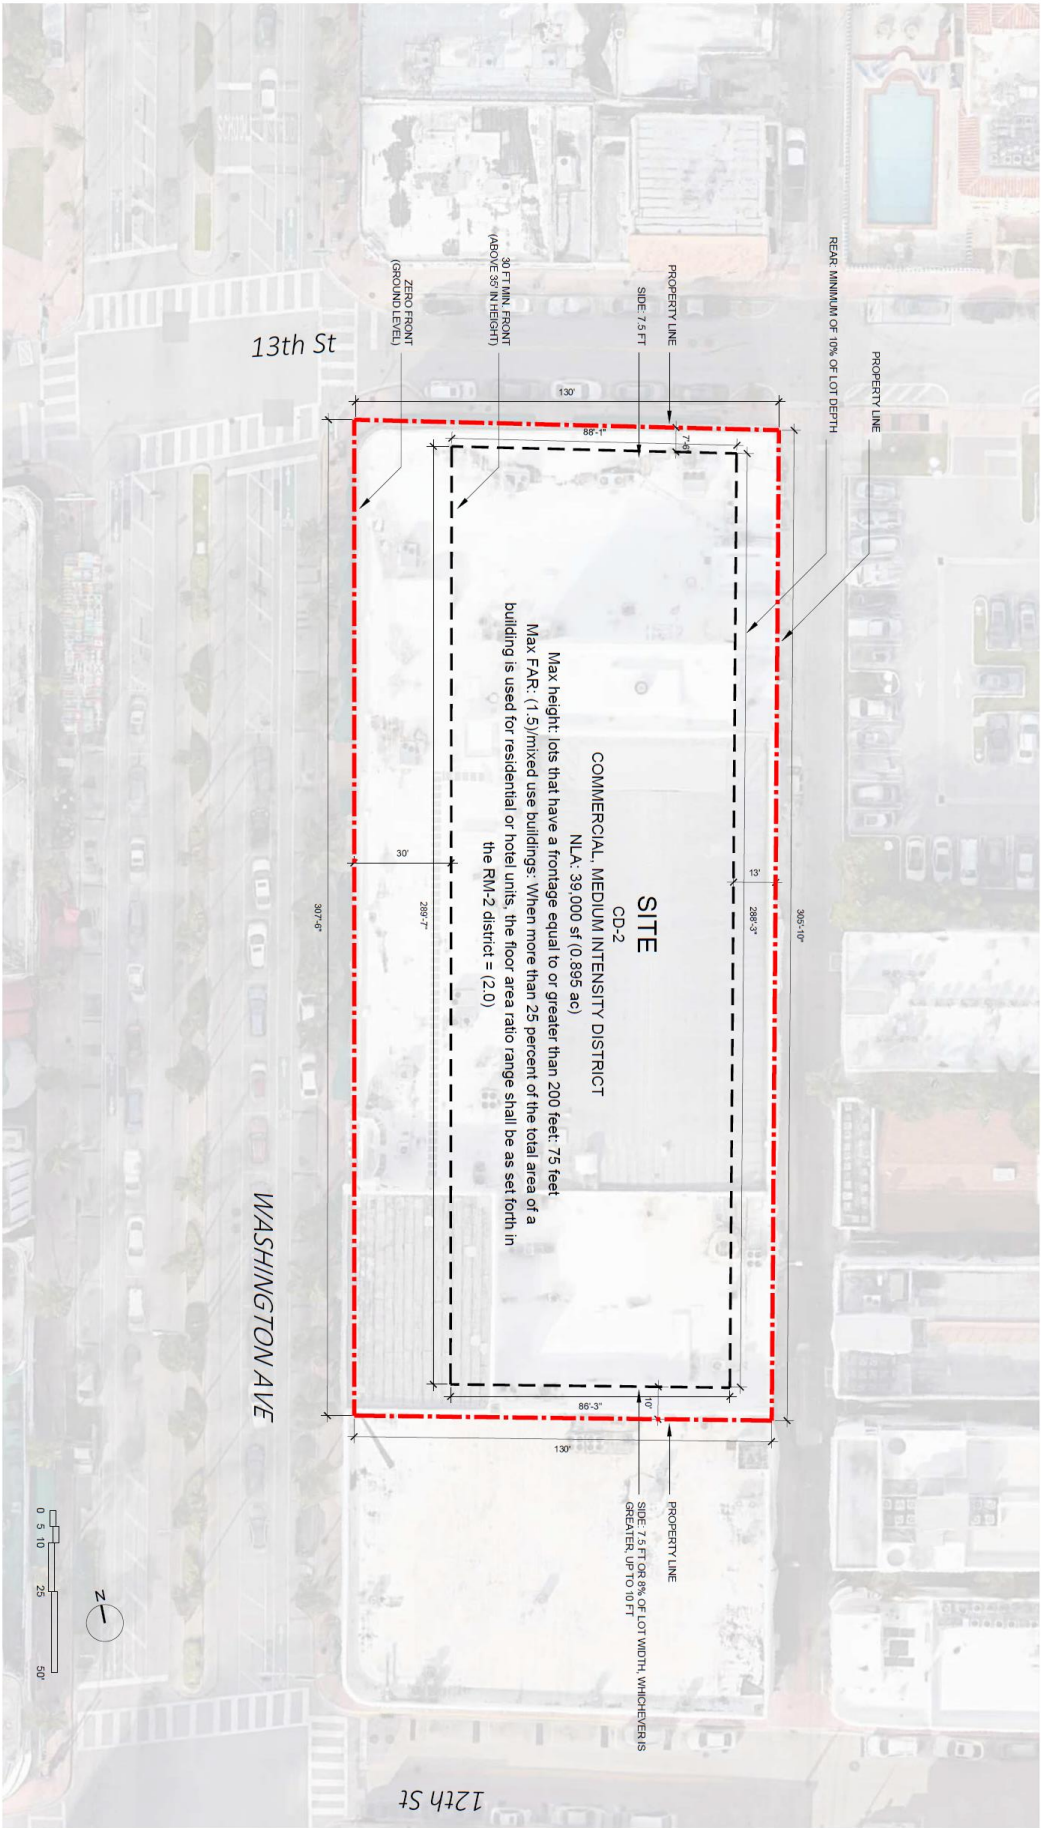 13th St
ZERO FRONT
(GROUND LEVEL)
30 FT MIN. FRONT
(ABOVE 35' IN HEIGHT)
SIDE: 7.5 FT
PROPERTY LINE
REAR: MINIMUM OF 10% OF LOT DEPTH
PROPERTY LINE
130'
88'-1"
7'-6"
SITE
CD-2
COMMERCIAL, MEDIUM INTENSITY DISTRICT
NLA: 39,000 sf (0.895 ac)
Max height: lots that have a frontage equal to or greater than 200 feet: 75 feet
Max FAR: (1.5)/mixed use buildings: When more than 25 percent of the total area of a
building is used for residential or hotel units, the floor area ratio range shall be as set forth in
the RM-2 district = (2.0)
30'
13'
289'-7"
288'-3"
307'-6"
305'-10"
86'-3"
10'
130'
WASHINGTON AVE
PROPERTY LINE
SIDE: 7.5 FT OR 8% OF LOT WIDTH, WHICHEVER IS
GREATER, UP TO 10 FT
0 5 10 25 50'
N
12th St